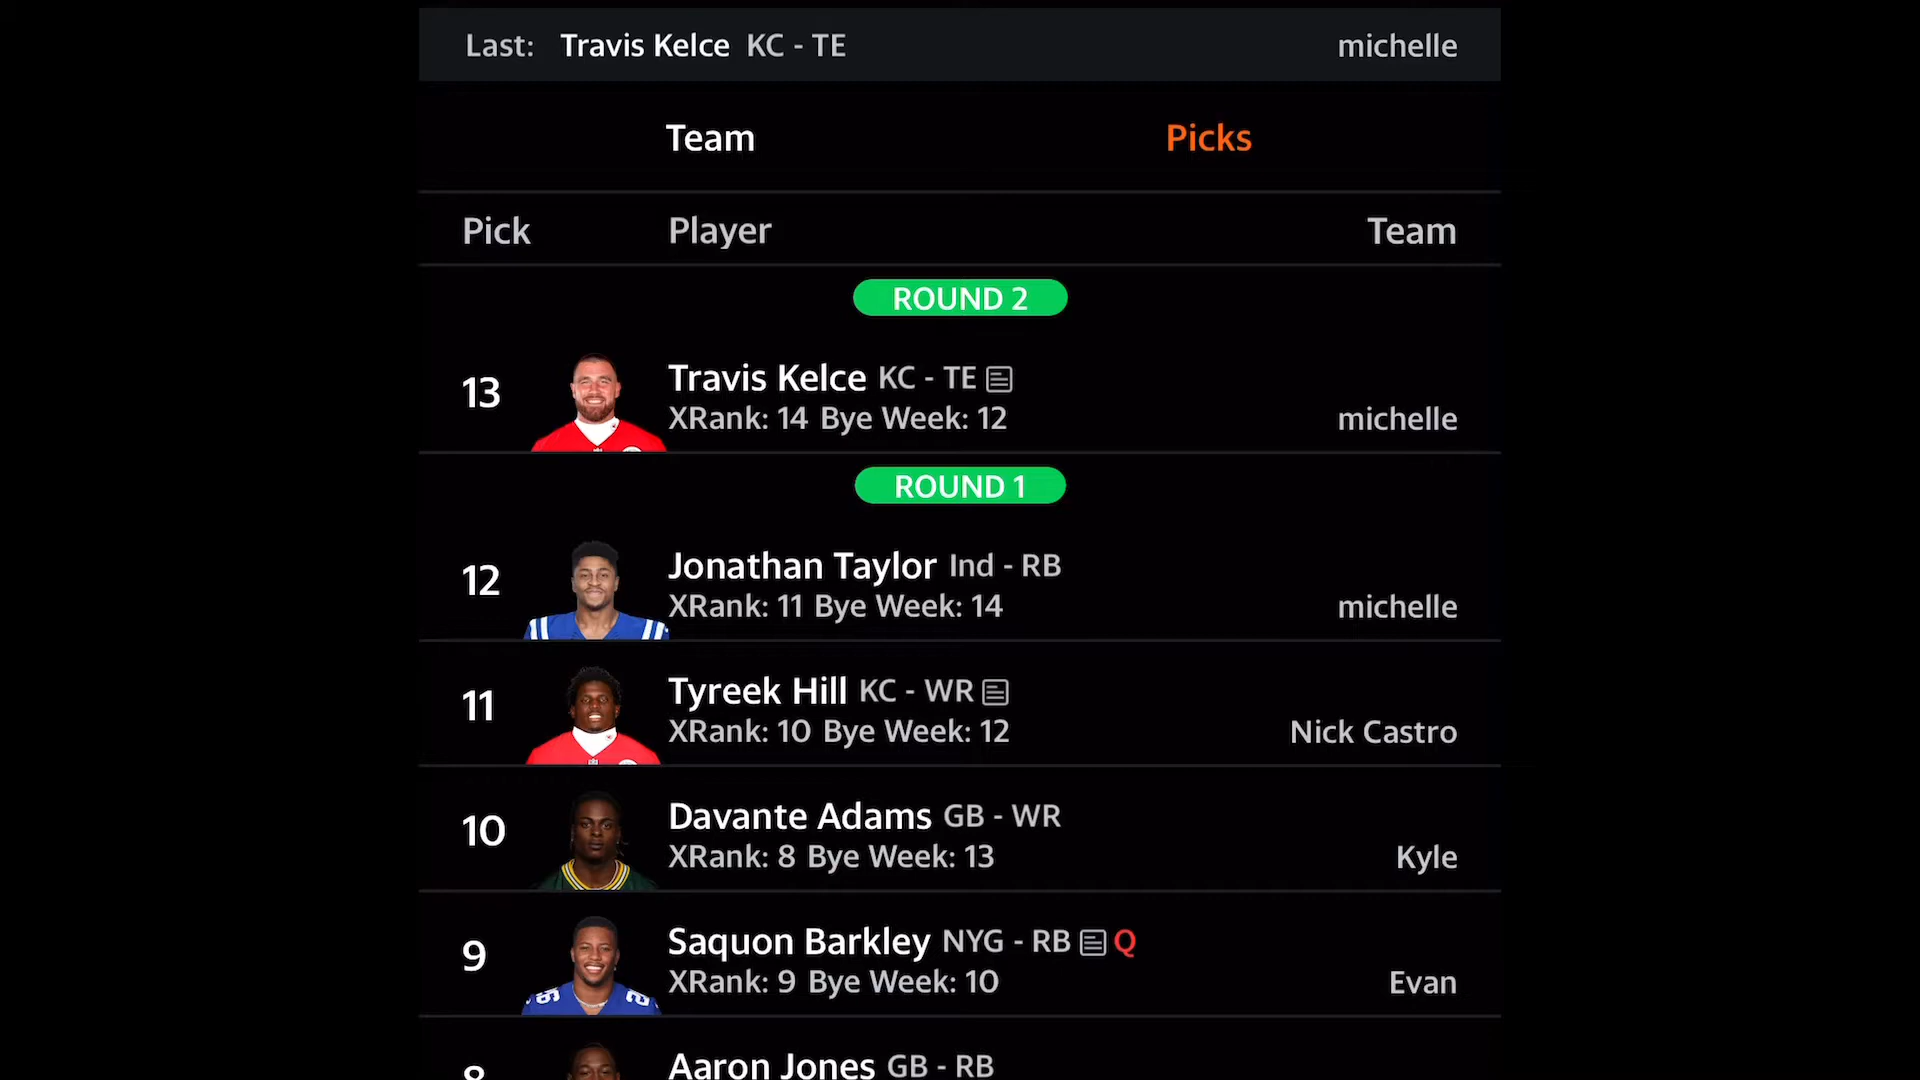 Last: Travis Kelce KC - TE michelle
Team Picks
Pick Player Team
ROUND 2
13 Travis Kelce KC - TE
XRank: 14 Bye Week: 12 michelle
ROUND 1
12 Jonathan Taylor Ind - RB
XRank: 11 Bye Week: 14 michelle
11 Tyreek Hill KC - WR
XRank: 10 Bye Week: 12 Nick Castro
10 Davante Adams GB - WR
XRank: 8 Bye Week: 13 Kyle
9 Saquon Barkley NYG - RB Q
XRank: 9 Bye Week: 10 Evan
8 Aaron Jones GB - RB